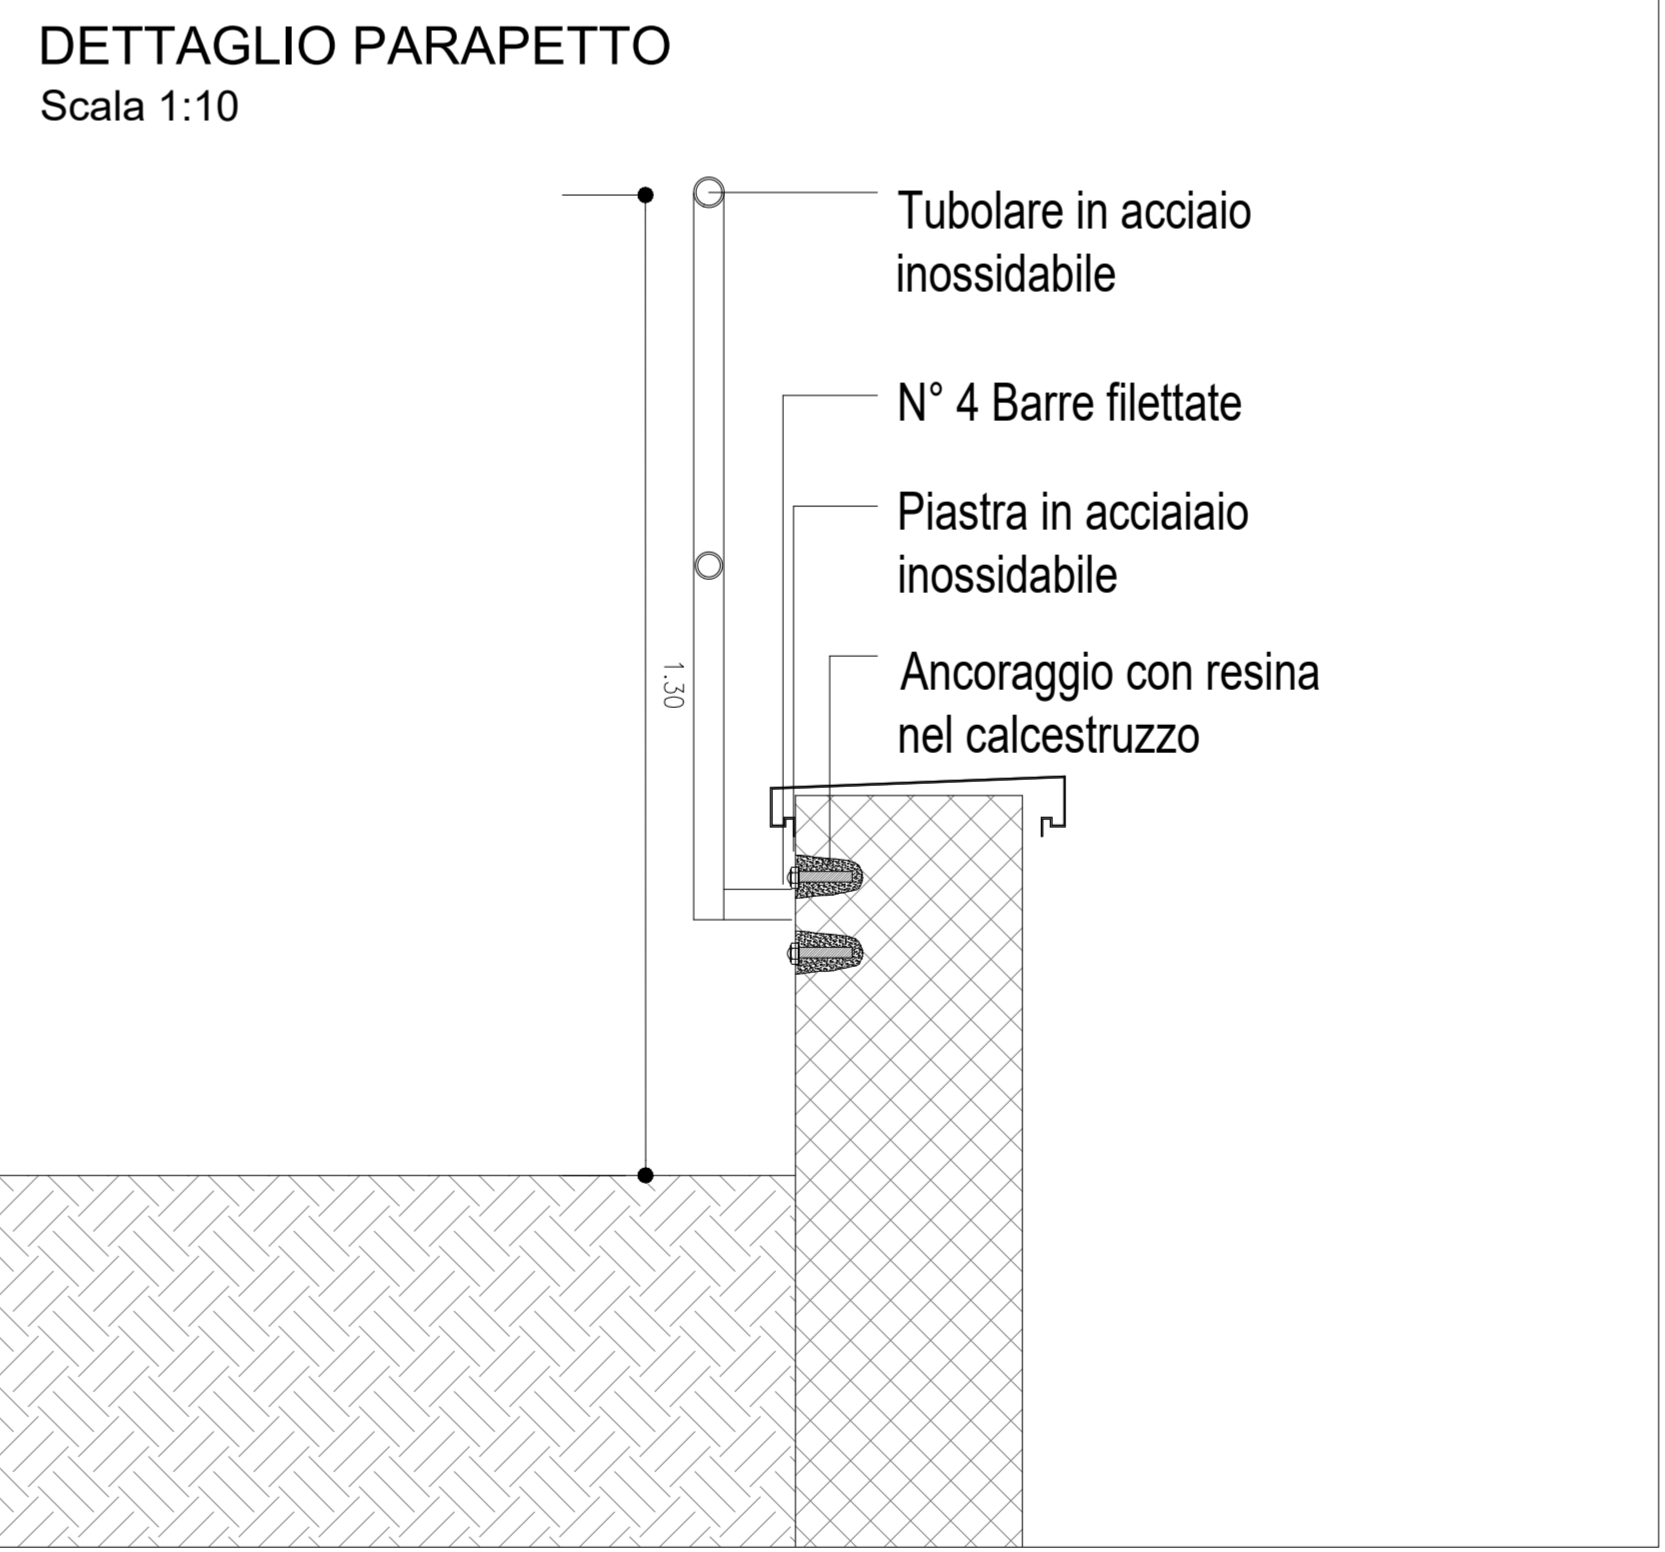 DETTAGLIO PARAPETTO
Scala 1:10
Tubolare in acciaio
inossidabile
N° 4 Barre filettate
Piastra in acciaiaio
inossidabile
1.30
Ancoraggio con resina
nel calcestruzzo